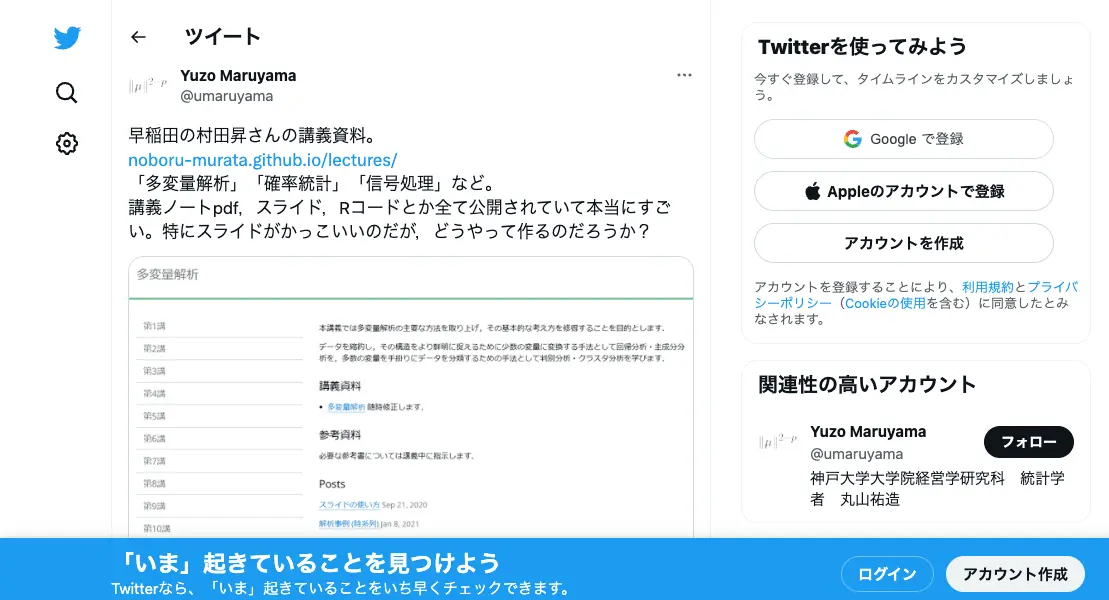 ツイート
Yuzo Maruyama
@umaruyama
早稲田の村田昇さんの講義資料。
noboru-murata.github.io/lectures/
「多変量解析」「確率統計」「信号処理」など。
講義ノートpdf，スライド，Rコードとか全て公開されていて本当にすご
い。特にスライドがかっこいいのだが，どうやって作るのだろうか？
多変量解析
第1講
第2講
第3講
第4講
第5講
第6講
第7講
第8講
第9講
第10講
本講義では多変量解析の主要な方法を取り上げ，その基本的な考え方を修得することを目的とします．
データを縮約し，その構造をより鮮明に捉えるために少数の変量に変換する手法として回帰分析・主成分分
析を，多数の変量を手掛りにデータを分類するための手法として判別分析・クラスタ分析を学びます．
講義資料
• 多変量解析 随時修正します．
参考資料
必要な参考書については講義中に指示します．
Posts
スライドの使い方 Sep 21, 2020
解析事例 (時系列) Jan 8, 2021
Twitterを使ってみよう
今すぐ登録して、タイムラインをカスタマイズしましょ
う。
Google で登録
Appleのアカウントで登録
アカウントを作成
アカウントを登録することにより、利用規約とプライバ
シーポリシー（Cookieの使用を含む）に同意したとみ
なされます。
関連性の高いアカウント
Yuzo Maruyama
@umaruyama
フォロー
神戸大学大学院経営学研究科　統計学
者　丸山祐造
「いま」起きていることを見つけよう
Twitterなら、「いま」起きていることをいち早くチェックできます。
ログイン
アカウント作成